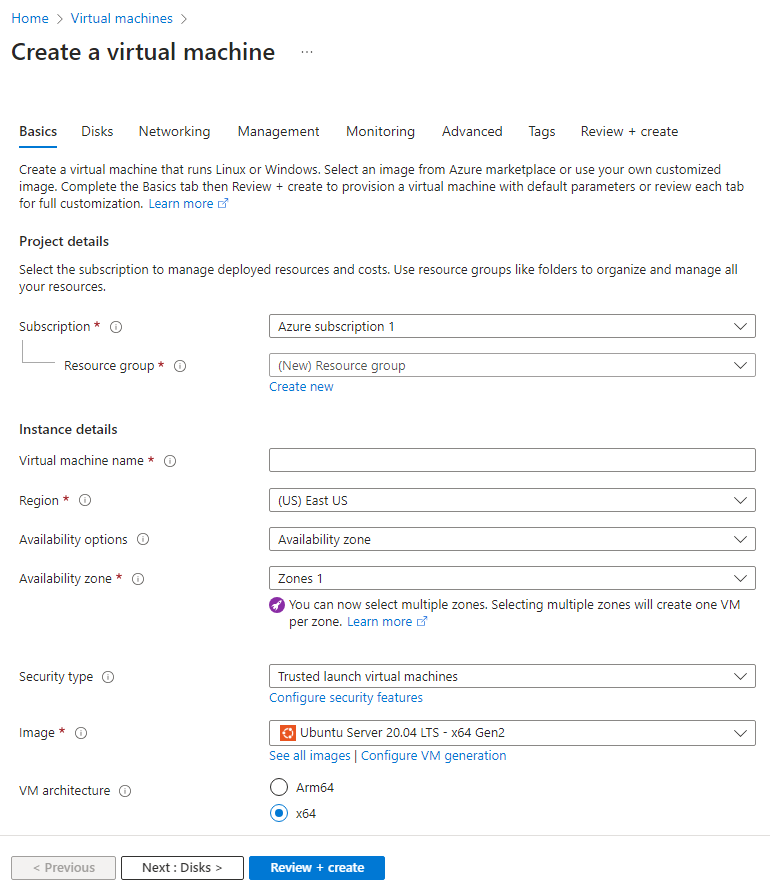 Home > Virtual machines >
Create a virtual machine ...
Basics Disks Networking Management Monitoring Advanced Tags Review + create
Create a virtual machine that runs Linux or Windows. Select an image from Azure marketplace or use your own customized
image. Complete the Basics tab then Review + create to provision a virtual machine with default parameters or review each tab
for full customization. Learn more
Project details
Select the subscription to manage deployed resources and costs. Use resource groups like folders to organize and manage all
your resources.
Subscription * Azure subscription 1
Resource group * (New) Resource group
Create new
Instance details
Virtual machine name *
Region * (US) East US
Availability options Availability zone
Availability zone * Zones 1
You can now select multiple zones. Selecting multiple zones will create one VM
per zone. Learn more
Security type Trusted launch virtual machines
Configure security features
Image * Ubuntu Server 20.04 LTS - x64 Gen2
See all images | Configure VM generation
VM architecture Arm64
x64
< Previous Next : Disks > Review + create